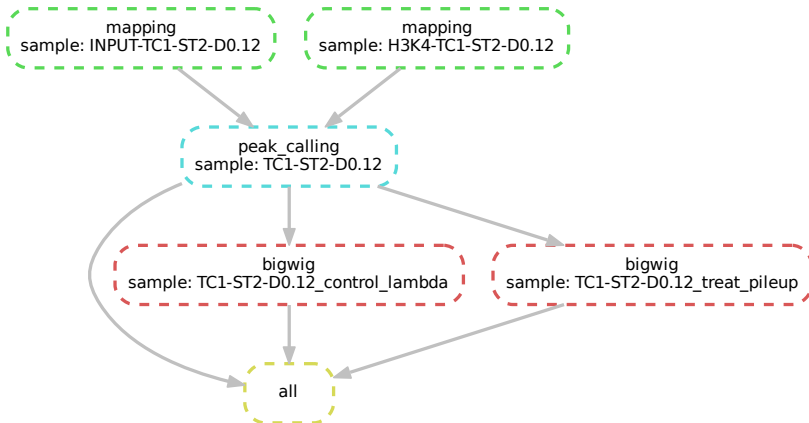 mapping
sample: INPUT-TC1-ST2-D0.12
mapping
sample: H3K4-TC1-ST2-D0.12
peak_calling
sample: TC1-ST2-D0.12
bigwig
sample: TC1-ST2-D0.12_control_lambda
bigwig
sample: TC1-ST2-D0.12_treat_pileup
all